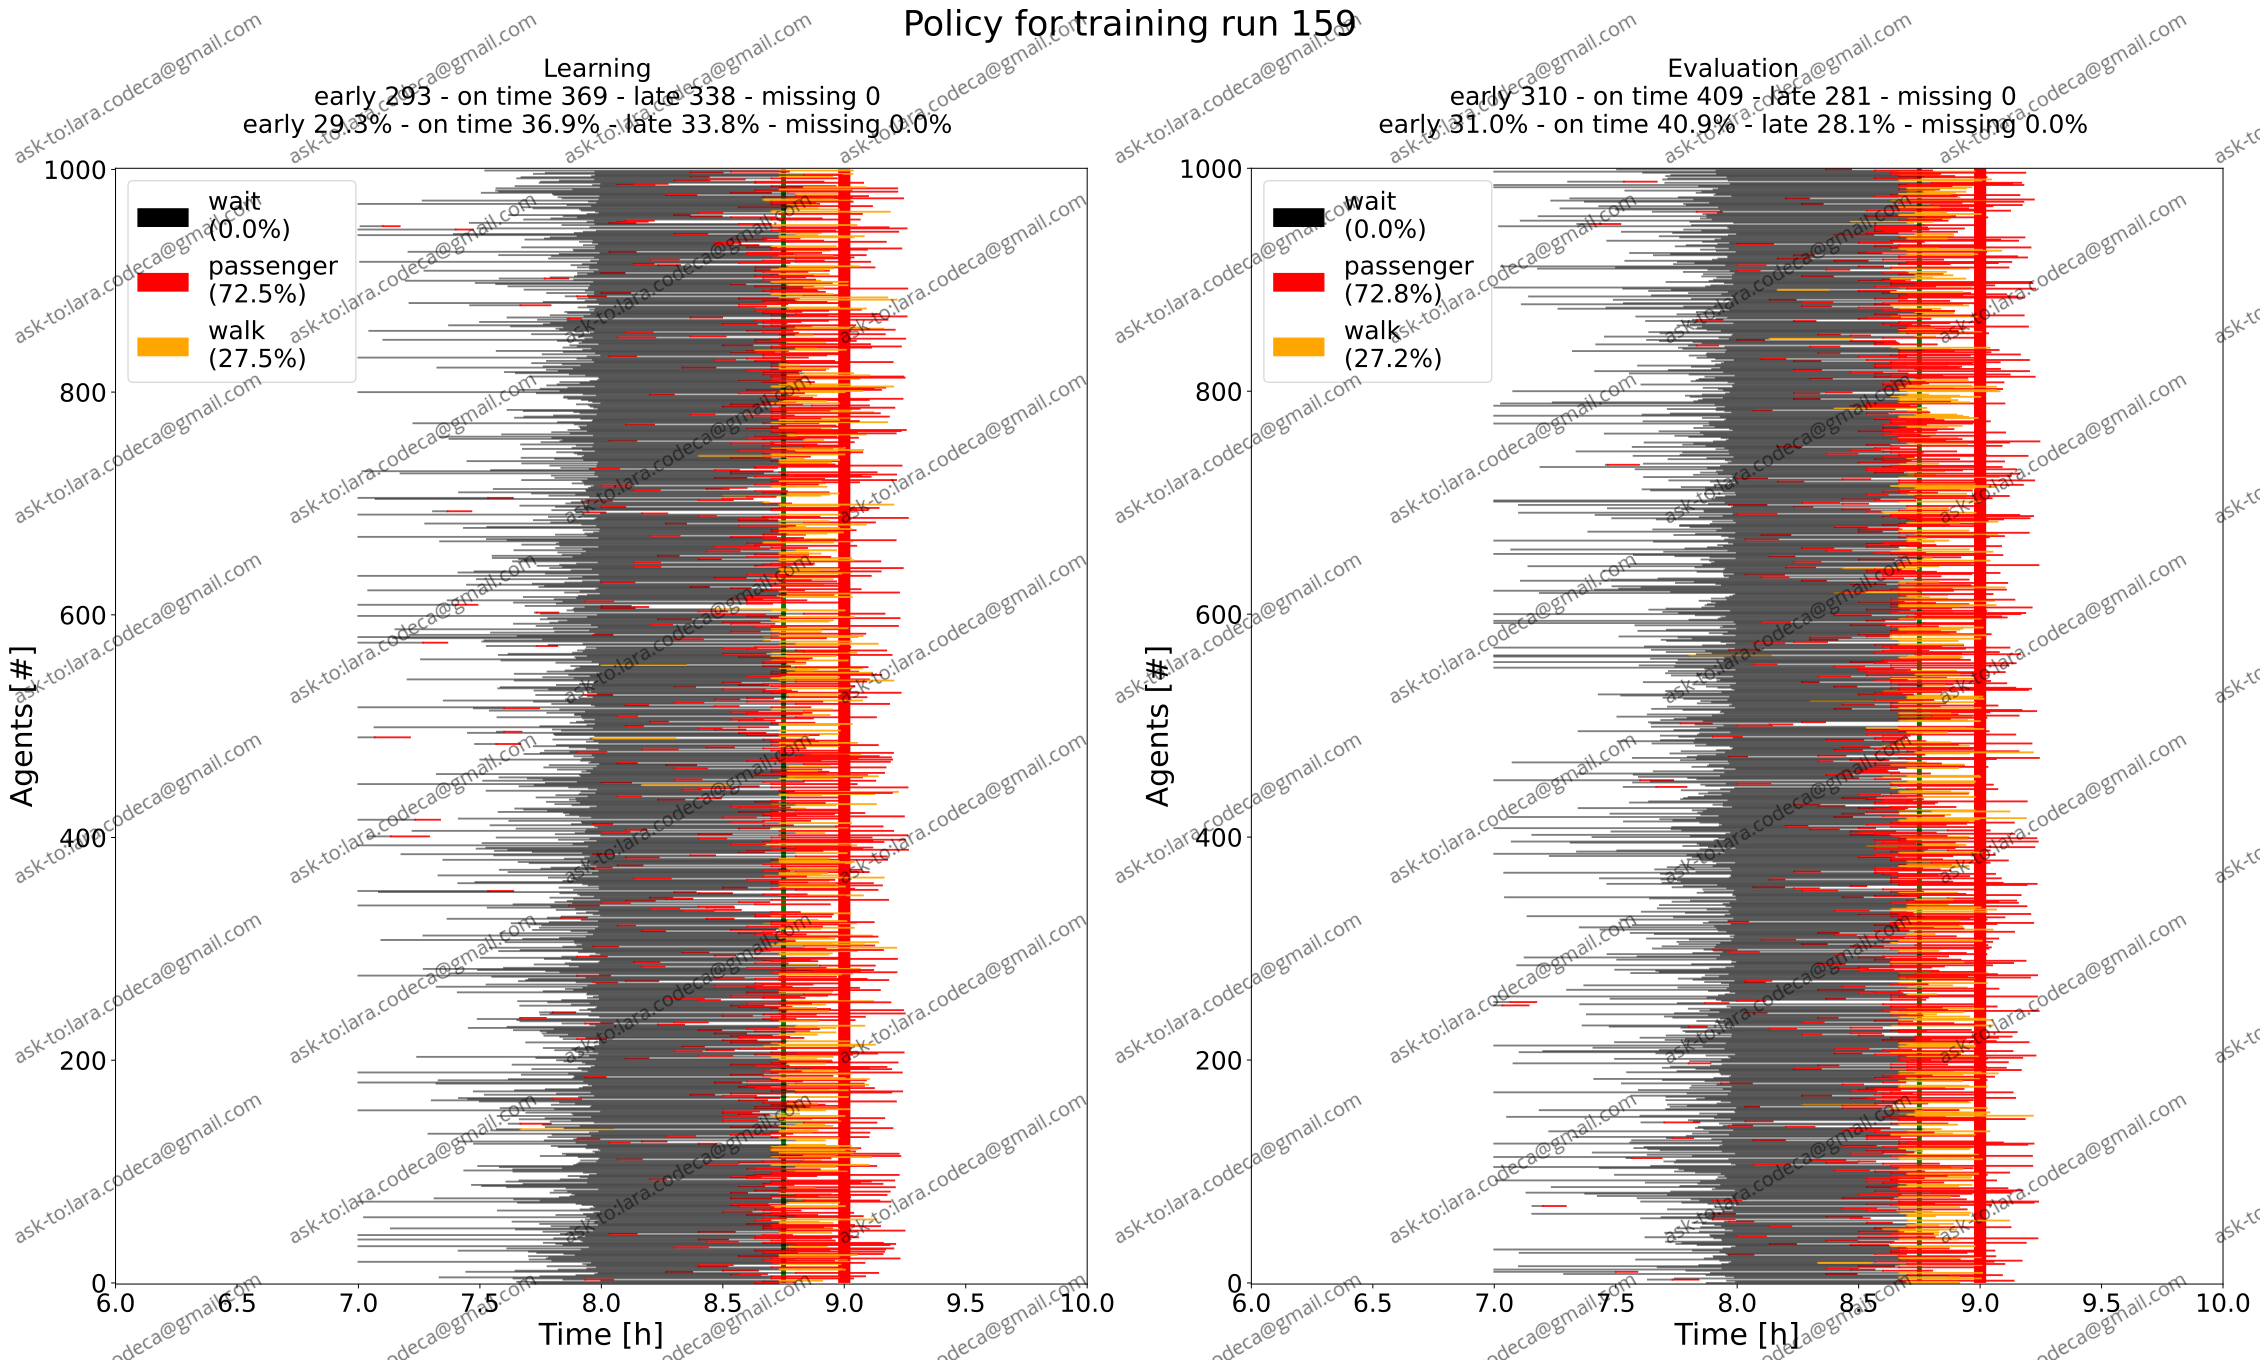 Policy for training run 159
Learning
early 293 - on time 369 - late 338 - missing 0
early 29.3% - on time 36.9% - late 33.8% - missing 0.0%
1000
800
600
400
200
0
Agents [#]
wait
(0.0%)
passenger
(72.5%)
walk
(27.5%)
6.0 6.5 7.0 7.5 8.0 8.5 9.0 9.5 10.0
Time [h]
Evaluation
early 310 - on time 409 - late 281 - missing 0
early 31.0% - on time 40.9% - late 28.1% - missing 0.0%
1000
800
600
400
200
0
Agents [#]
wait
(0.0%)
passenger
(72.8%)
walk
(27.2%)
6.0 6.5 7.0 7.5 8.0 8.5 9.0 9.5 10.0
Time [h]
ask-to:lara.codeca@gmail.com